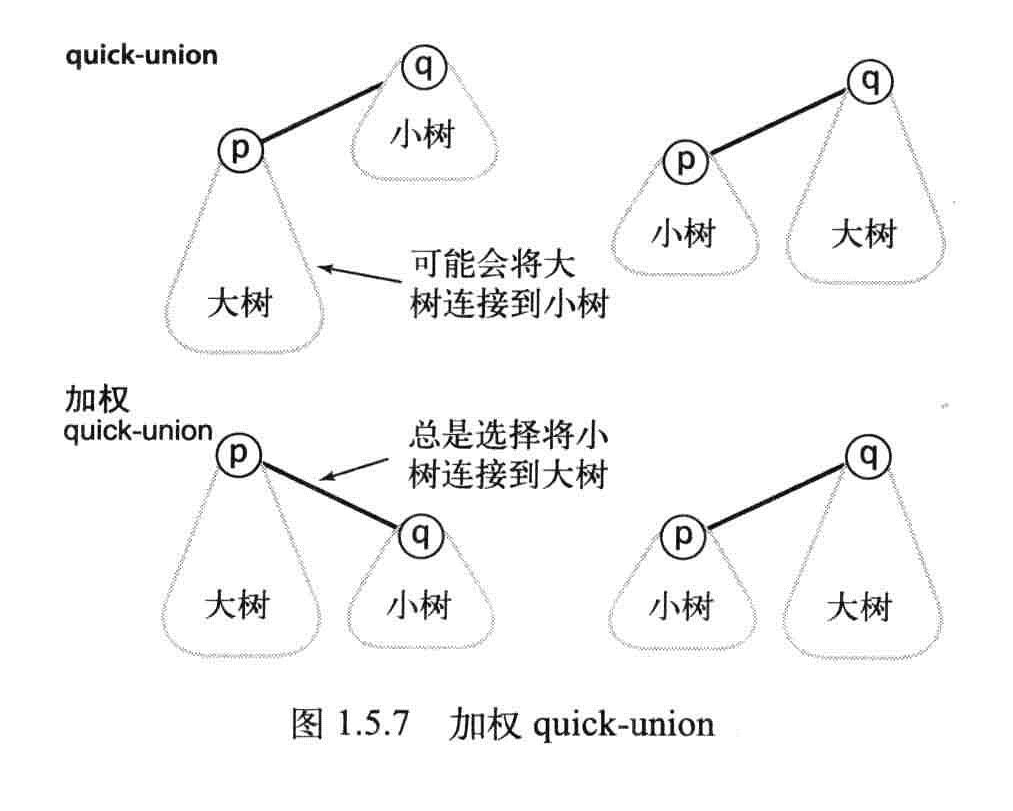 quick-union
q
p
小树
大树
可能会将大
树连接到小树
q
p
小树
大树
加权
quick-union
p
q
大树
小树
总是选择将小
树连接到大树
q
p
小树
大树
图 1.5.7 加权 quick-union